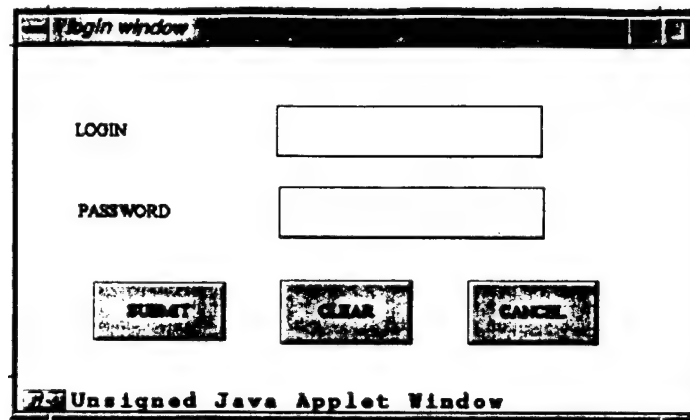 login window
LOGIN
PASSWORD
SUBMIT CLEAR CANCEL
Unsigned Java Applet Window